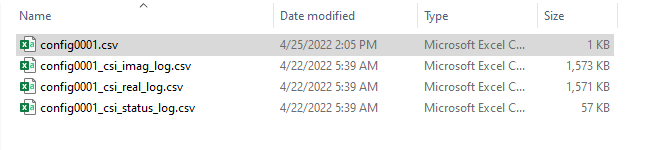 Name Date modified Type Size
config0001.csv 4/25/2022 2:05 PM Microsoft Excel C... 1 KB
config0001_csi_imag_log.csv 4/22/2022 5:39 AM Microsoft Excel C... 1,573 KB
config0001_csi_real_log.csv 4/22/2022 5:39 AM Microsoft Excel C... 1,571 KB
config0001_csi_status_log.csv 4/22/2022 5:39 AM Microsoft Excel C... 57 KB